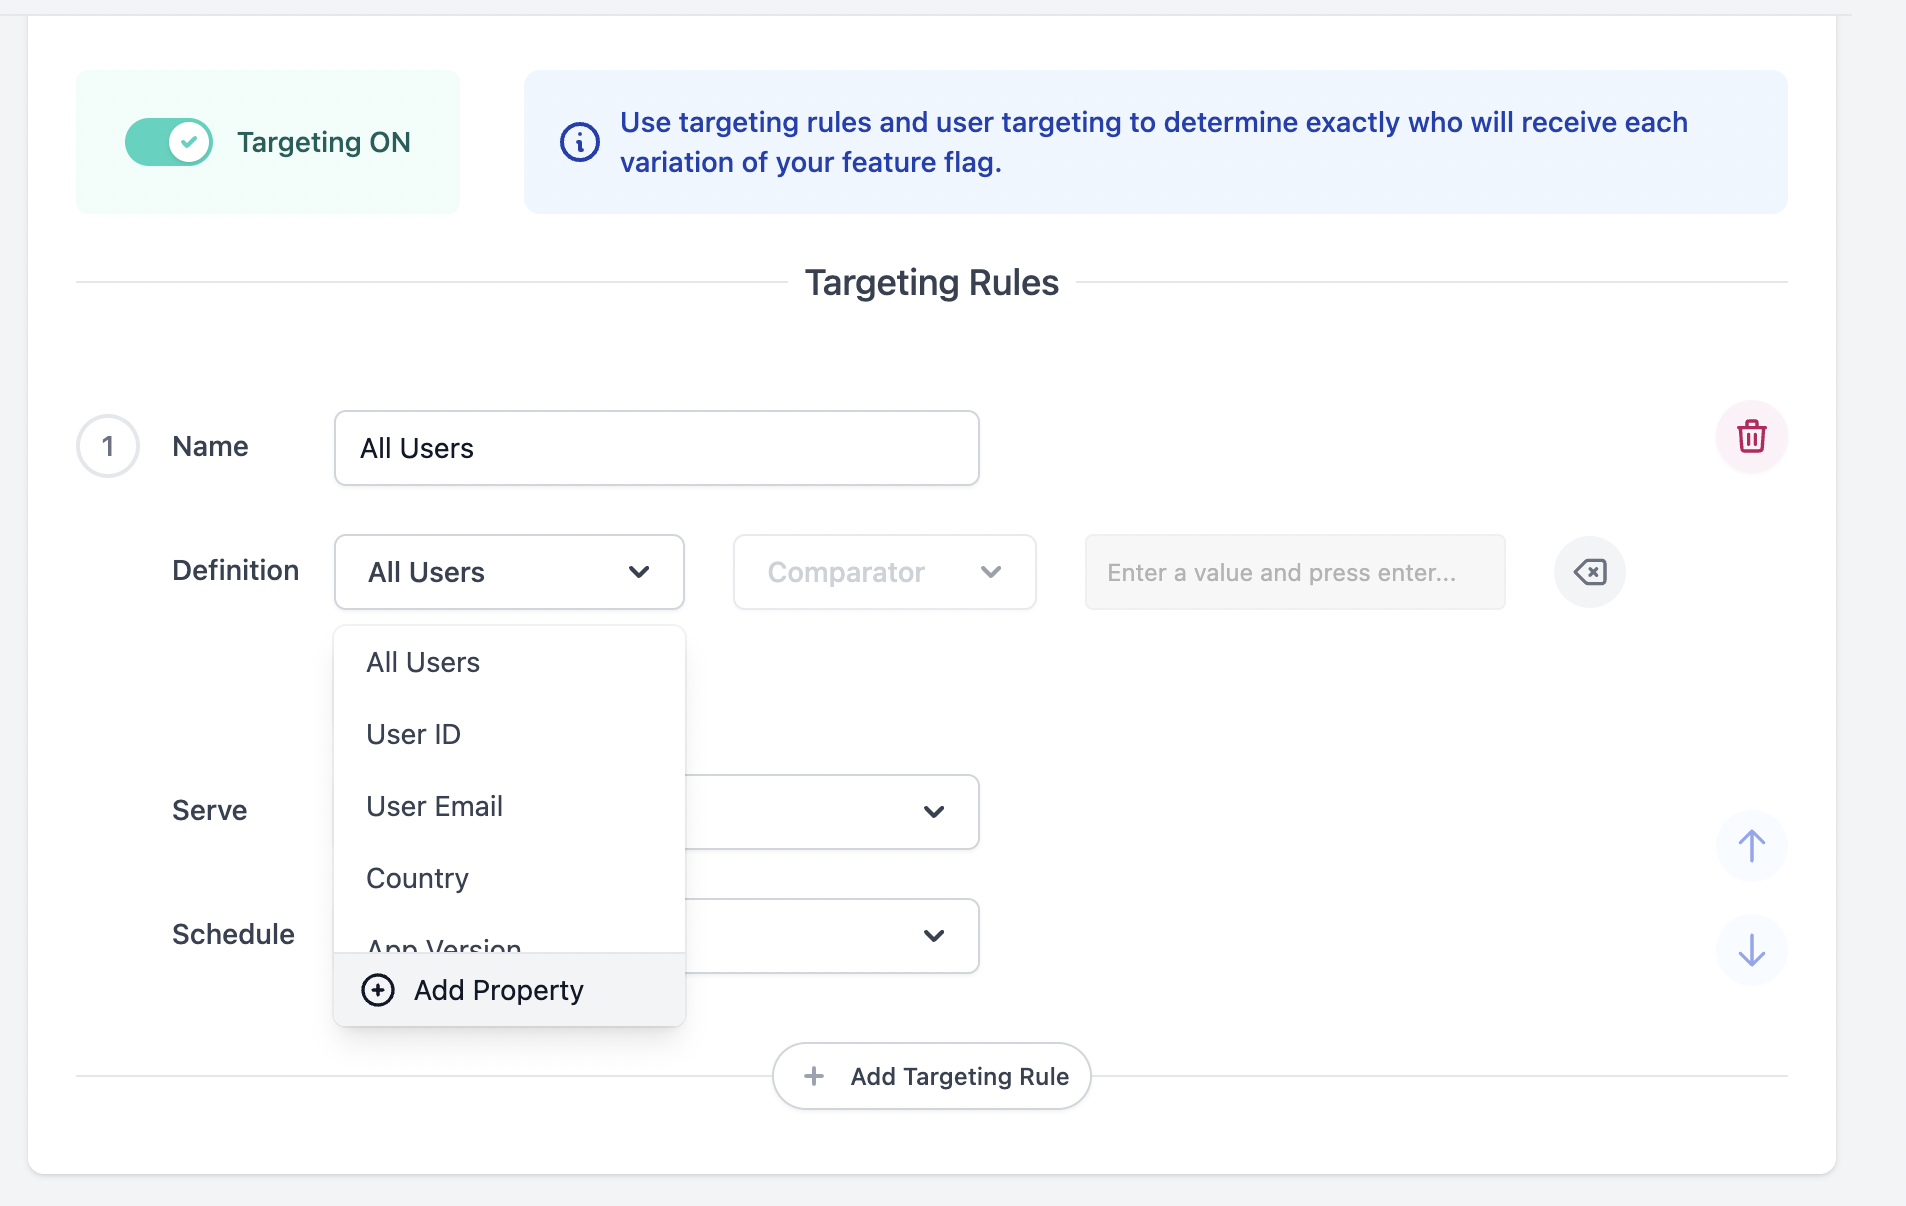 Targeting ON
Use targeting rules and user targeting to determine exactly who will receive each
variation of your feature flag.
Targeting Rules
1
Name
All Users
Definition
All Users
Comparator
Enter a value and press enter...
All Users
User ID
User Email
Country
App Version
Add Property
Serve
Schedule
Add Targeting Rule